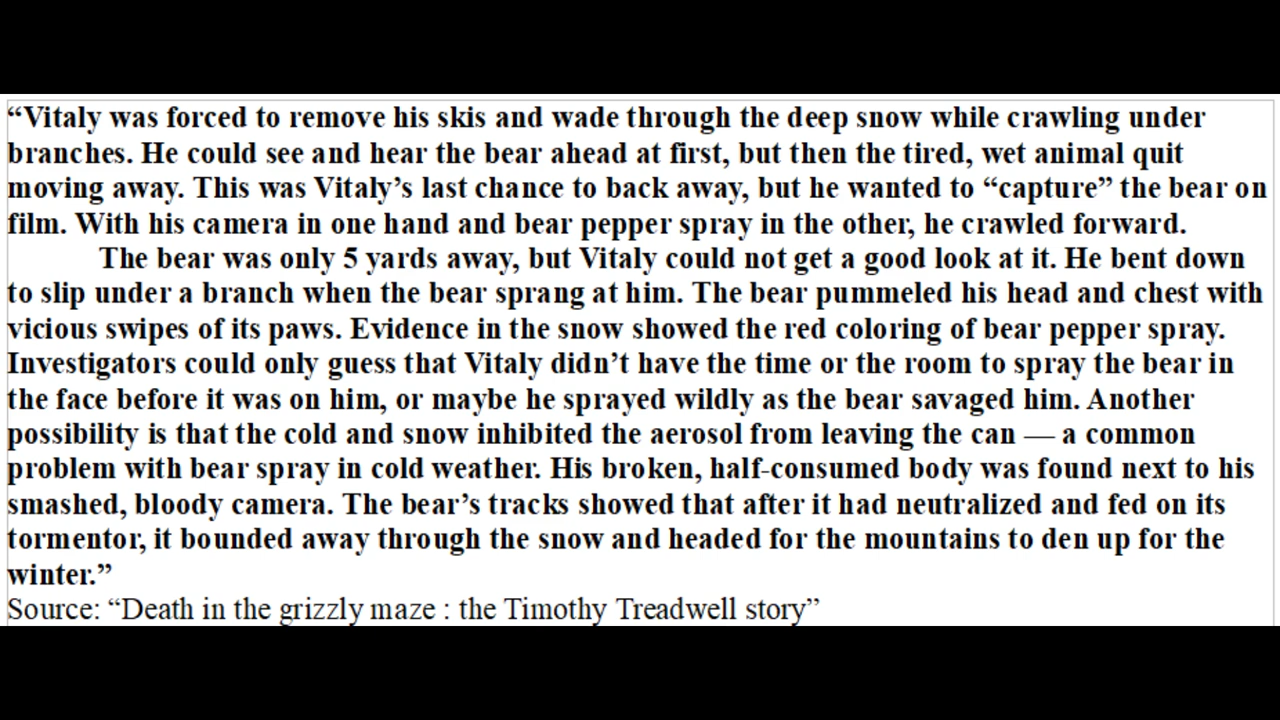 “Vitaly was forced to remove his skis and wade through the deep snow while crawling under
branches. He could see and hear the bear ahead at first, but then the tired, wet animal quit
moving away. This was Vitaly’s last chance to back away, but he wanted to “capture” the bear on
film. With his camera in one hand and bear pepper spray in the other, he crawled forward.
The bear was only 5 yards away, but Vitaly could not get a good look at it. He bent down
to slip under a branch when the bear sprang at him. The bear pummeled his head and chest with
vicious swipes of its paws. Evidence in the snow showed the red coloring of bear pepper spray.
Investigators could only guess that Vitaly didn’t have the time or the room to spray the bear in
the face before it was on him, or maybe he sprayed wildly as the bear savaged him. Another
possibility is that the cold and snow inhibited the aerosol from leaving the can — a common
problem with bear spray in cold weather. His broken, half-consumed body was found next to his
smashed, bloody camera. The bear’s tracks showed that after it had neutralized and fed on its
tormentor, it bounded away through the snow and headed for the mountains to den up for the
winter.”
Source: “Death in the grizzly maze : the Timothy Treadwell story”